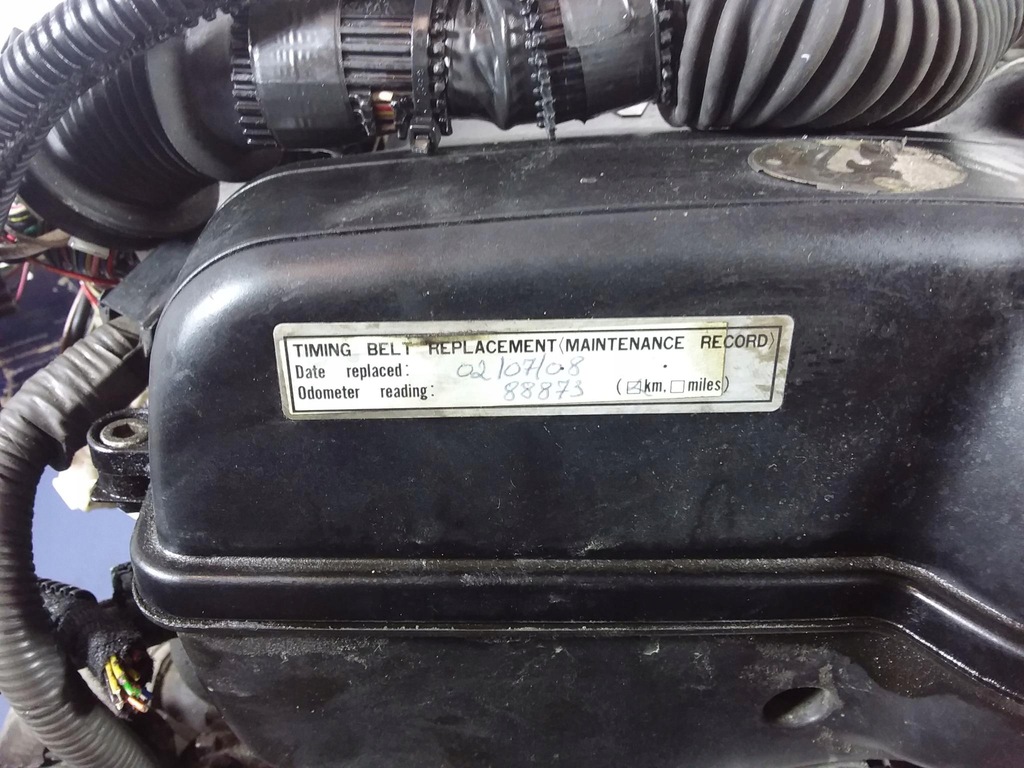 TIMING BELT REPLACEMENT(MAINTENANCE RECORD)
Date replaced: 02/07/08
Odometer reading: 88873 (☑km. ☐miles)